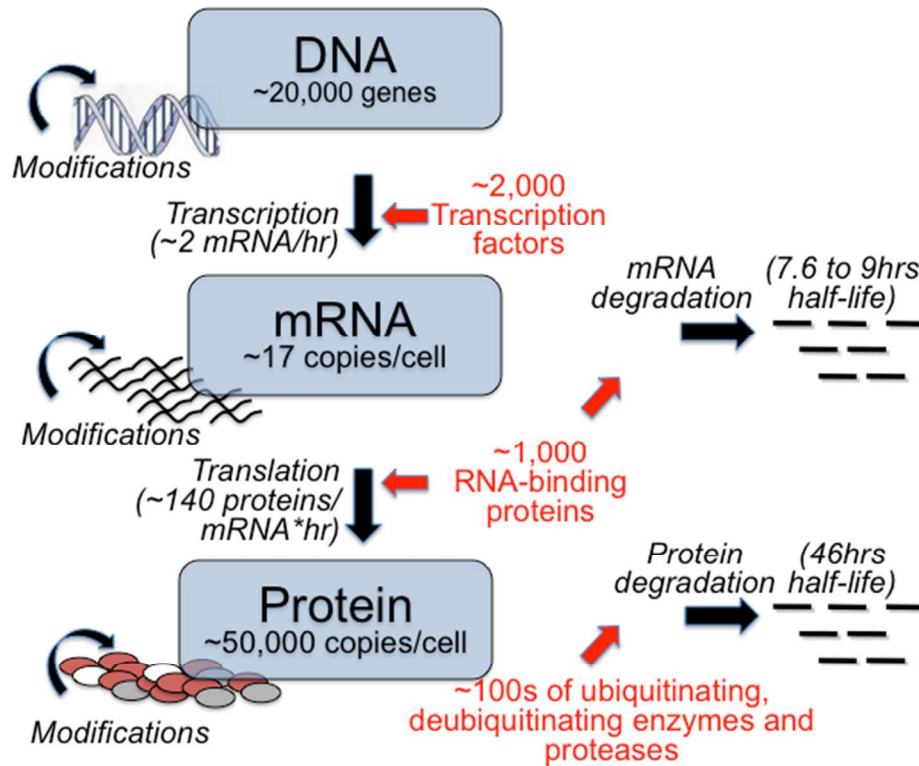 DNA
~20,000 genes
Modifications
Transcription
(~2 mRNA/hr)
~2,000
Transcription
factors
mRNA
degradation
(7.6 to 9hrs
half-life)
mRNA
~17 copies/cell
Modifications
Translation
(~140 proteins/
mRNA*hr)
~1,000
RNA-binding
proteins
Protein
degradation
(46hrs
half-life)
Protein
~50,000 copies/cell
Modifications
~100s of ubiquitinating,
deubiquitinating enzymes and
proteases